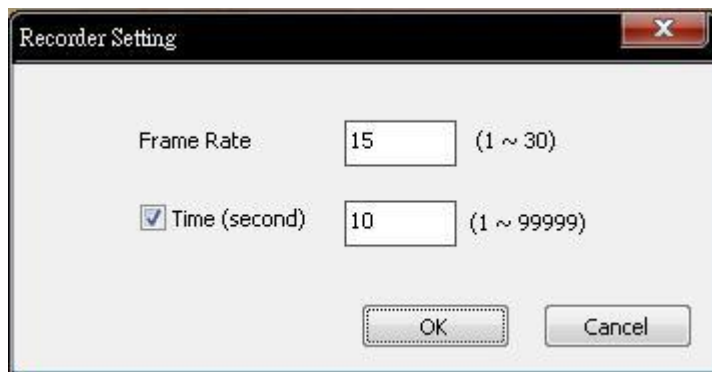 Recorder Setting
Frame Rate 15 (1 ~ 30)
Time (second) 10 (1 ~ 99999)
OK Cancel